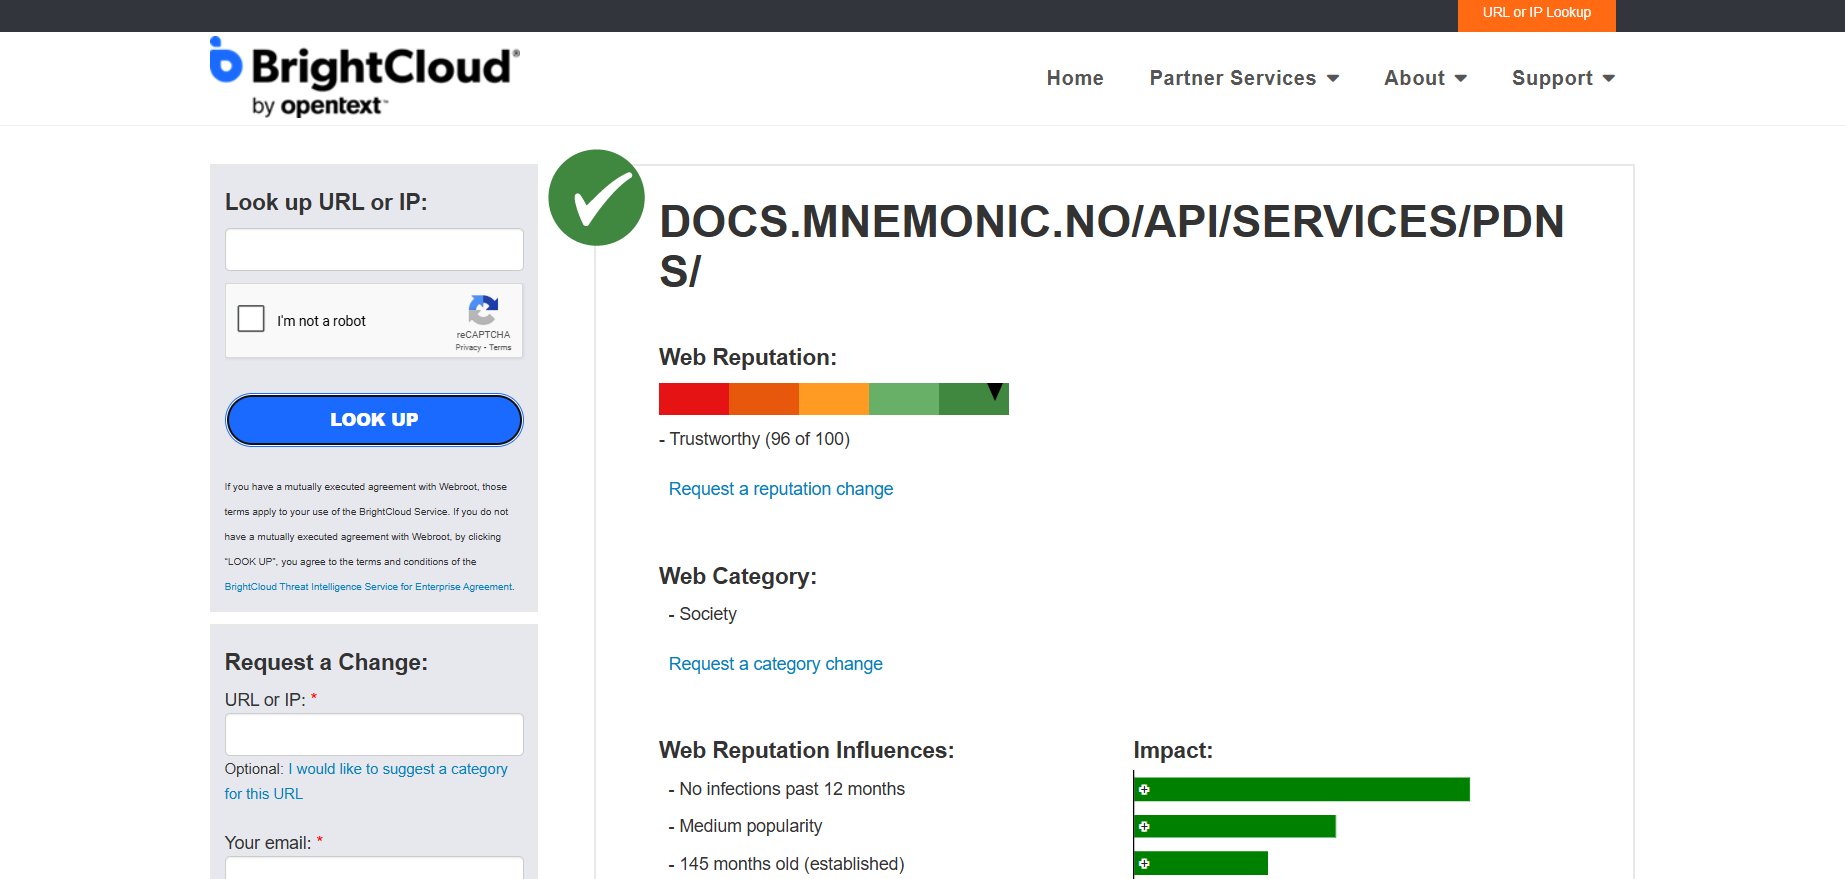 URL or IP Lookup
BrightCloud®
by opentext™
Home Partner Services About Support
Look up URL or IP:
I'm not a robot
reCAPTCHA
Privacy - Terms
LOOK UP
If you have a mutually executed agreement with Webroot, those
terms apply to your use of the BrightCloud Service. If you do not
have a mutually executed agreement with Webroot, by clicking
"LOOK UP", you agree to the terms and conditions of the
BrightCloud Threat Intelligence Service for Enterprise Agreement.
Request a Change:
URL or IP: *
Optional: I would like to suggest a category
for this URL
Your email: *
DOCS.MNEMONIC.NO/API/SERVICES/PDN
S/
Web Reputation:
- Trustworthy (96 of 100)
Request a reputation change
Web Category:
- Society
Request a category change
Web Reputation Influences: Impact:
- No infections past 12 months
- Medium popularity
- 145 months old (established)